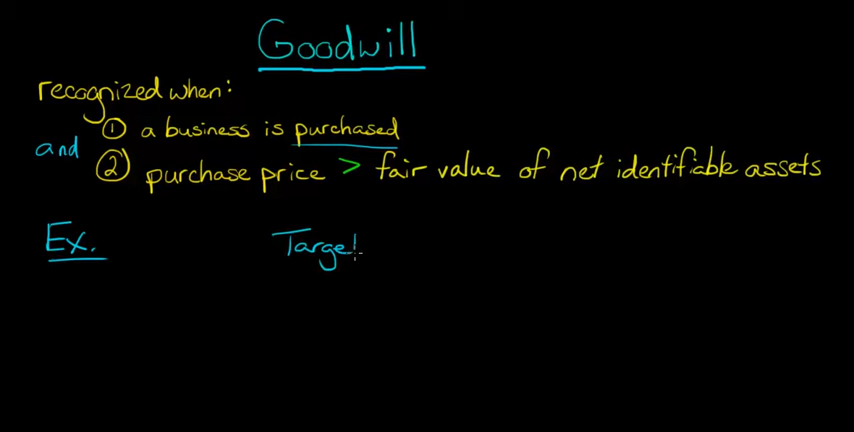 Goodwill
recognized when:
① a business is purchased
and
② purchase price > fair value of net identifiable assets
Ex. Target